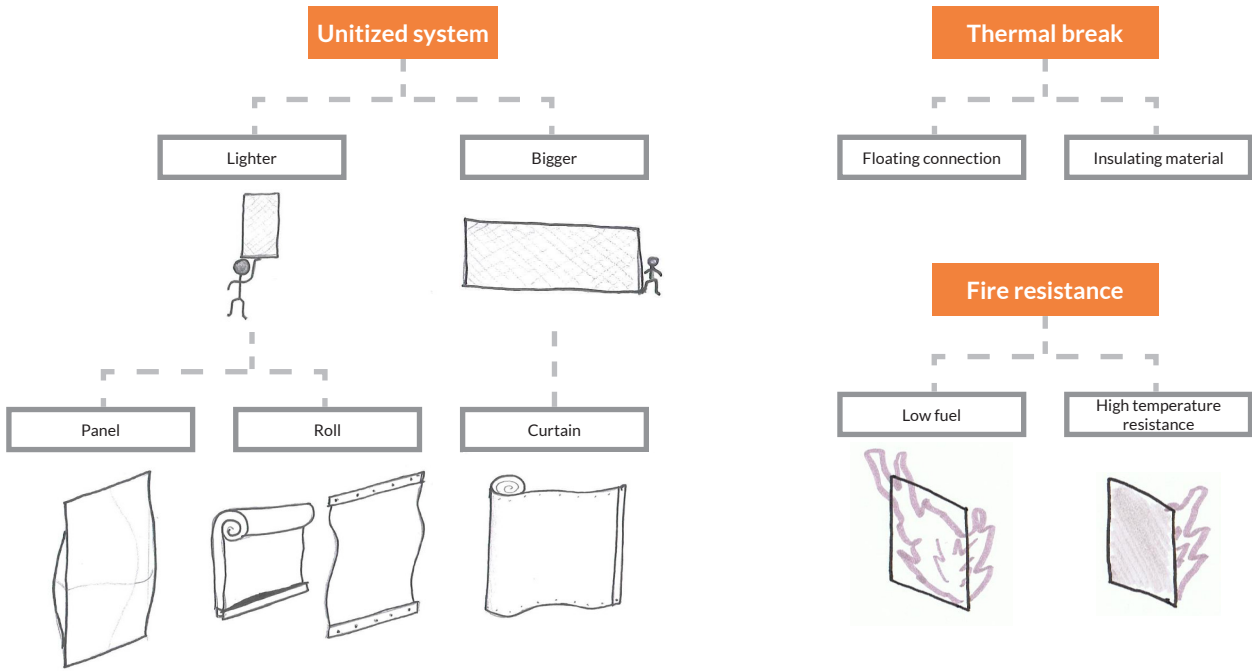 Unitized system
Thermal break
Lighter
Bigger
Floating connection
Insulating material
Fire resistance
Panel
Roll
Curtain
Low fuel
High temperature
resistance